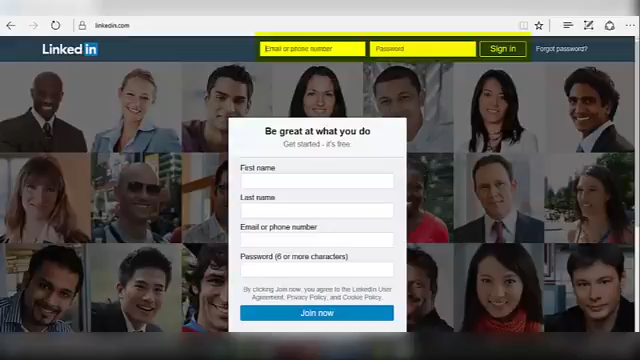 linkedin.com
Linked in
Email or phone number
Password
Sign in
Forgot password?
Be great at what you do
Get started - it's free.
First name
Last name
Email or phone number
Password (6 or more characters)
By clicking Join now, you agree to the LinkedIn User
Agreement, Privacy Policy, and Cookie Policy.
Join now